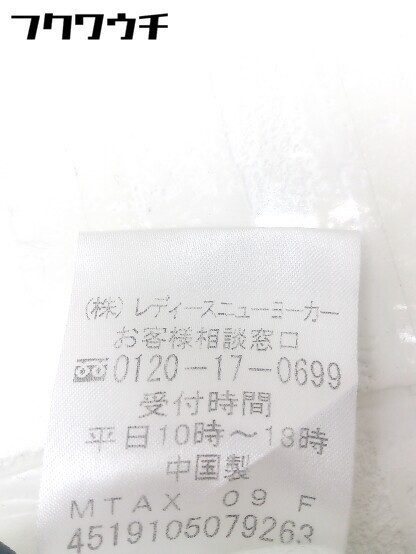 フクワウチ
(株) レディースニューヨーカー
お客様相談窓口
0120-17-0699
受付時間
平日10時〜18時
中国製
MTAX 09 F
4519105079263